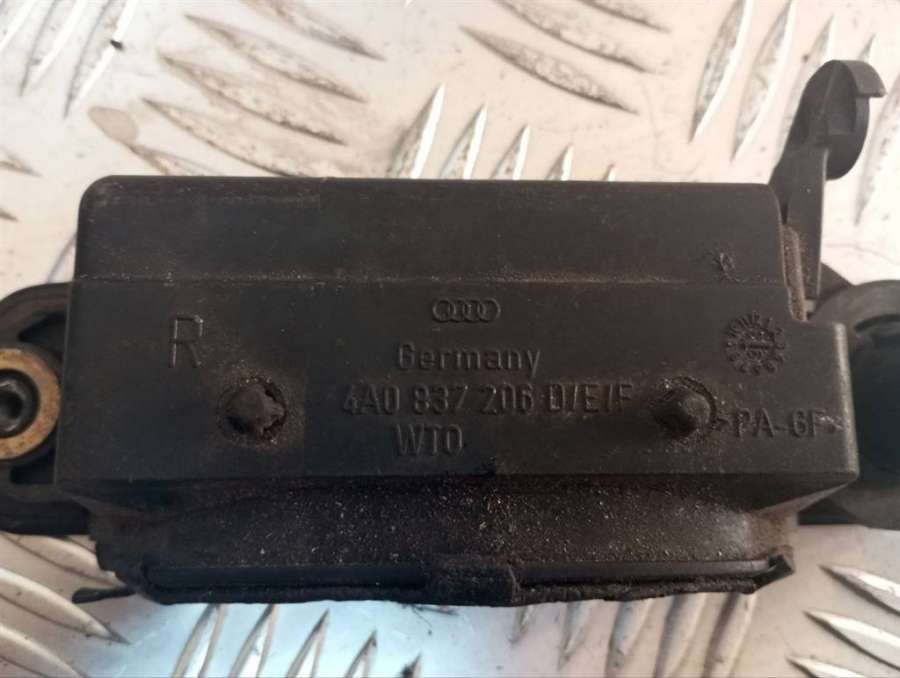 R
Germany
4A0 837 206 D/E/F
WTO
>PA-GF<